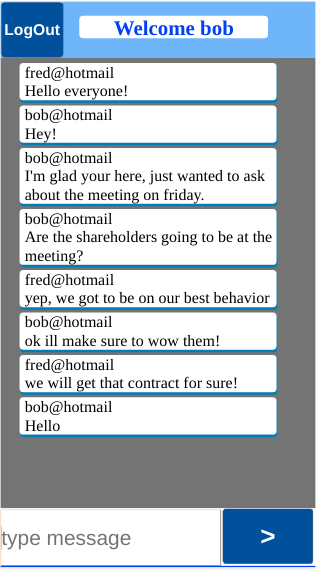 LogOut
Welcome bob
fred@hotmail
Hello everyone!
bob@hotmail
Hey!
bob@hotmail
I'm glad your here, just wanted to ask
about the meeting on friday.
bob@hotmail
Are the shareholders going to be at the
meeting?
fred@hotmail
yep, we got to be on our best behavior
bob@hotmail
ok ill make sure to wow them!
fred@hotmail
we will get that contract for sure!
bob@hotmail
Hello
type message
>